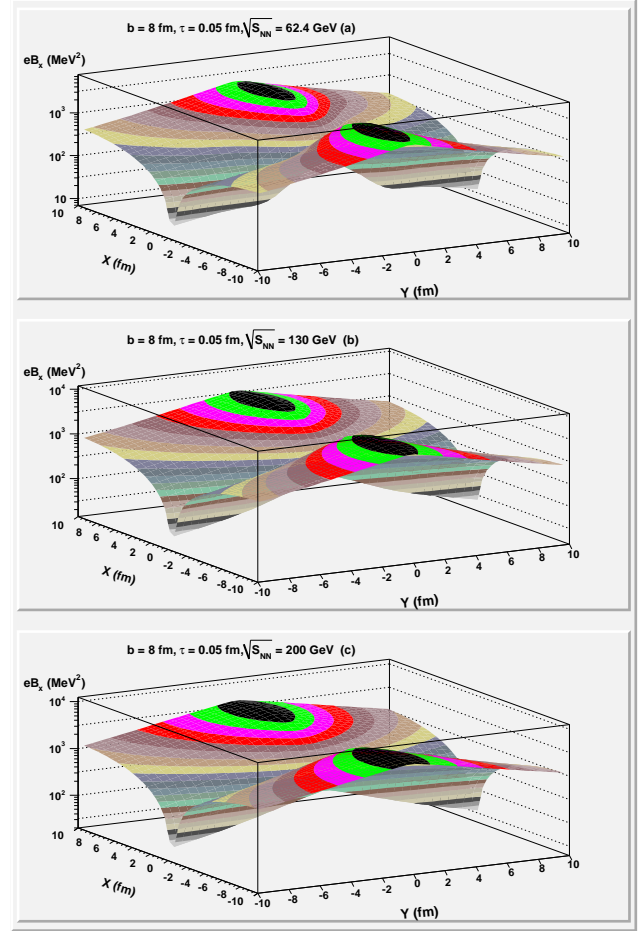 b = 8 fm, τ = 0.05 fm, √S_NN = 62.4 GeV (a)
eB_x (MeV²)
10³
10²
10
10 8 6 4 2 0 -2 -4 -6 -8 -10
X (fm)
-10 -8 -6 -4 -2 0 2 4 6 8 10
Y (fm)
b = 8 fm, τ = 0.05 fm, √S_NN = 130 GeV (b)
eB_x (MeV²)
10⁴
10³
10²
10 8 6 4 2 0 -2 -4 -6 -8 -10
X (fm)
-10 -8 -6 -4 -2 0 2 4 6 8 10
Y (fm)
b = 8 fm, τ = 0.05 fm, √S_NN = 200 GeV (c)
eB_x (MeV²)
10⁴
10³
10²
10 8 6 4 2 0 -2 -4 -6 -8 -10
X (fm)
-10 -8 -6 -4 -2 0 2 4 6 8 10
Y (fm)